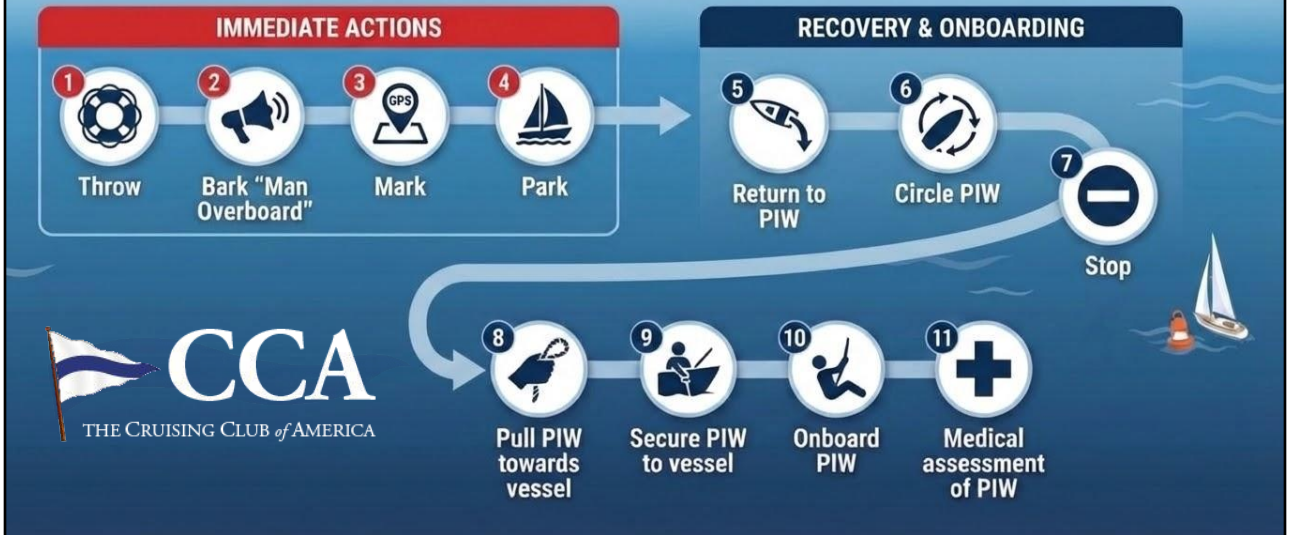 IMMEDIATE ACTIONS
1
2
3
GPS
4
Throw
Bark "Man
Overboard"
Mark
Park
RECOVERY & ONBOARDING
5
6
7
Return to
PIW
Circle PIW
Stop
CCA
THE CRUISING CLUB of AMERICA
8
9
10
11
Pull PIW
towards
vessel
Secure PIW
to vessel
Onboard
PIW
Medical
assessment
of PIW